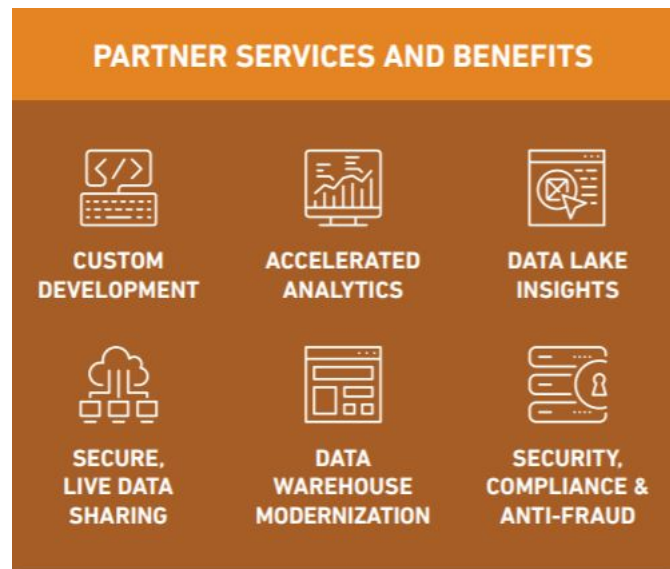 PARTNER SERVICES AND BENEFITS
</>
CUSTOM
DEVELOPMENT
ACCELERATED
ANALYTICS
DATA LAKE
INSIGHTS
SECURE,
LIVE DATA
SHARING
DATA
WAREHOUSE
MODERNIZATION
SECURITY,
COMPLIANCE &
ANTI-FRAUD